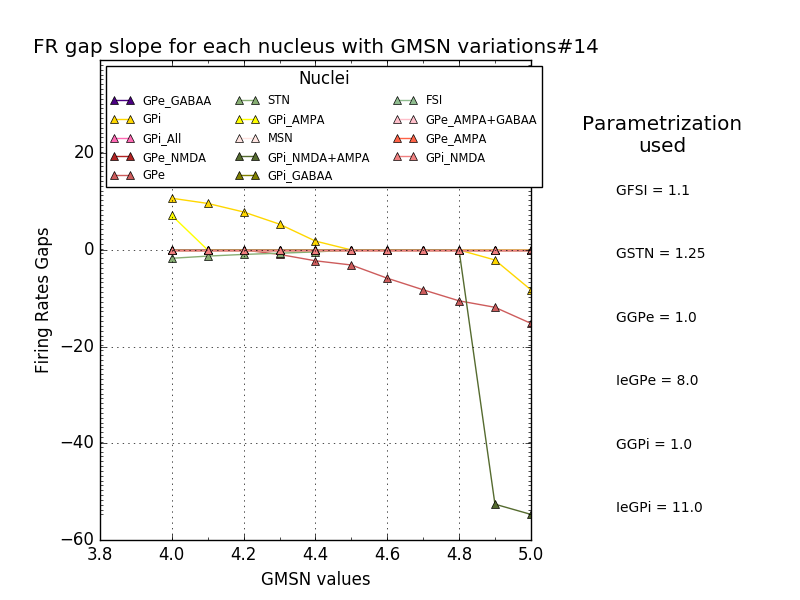 FR gap slope for each nucleus with GMSN variations#14
Nuclei
GPe_GABAA
GPi
GPi_All
GPe_NMDA
GPe
STN
GPi_AMPA
MSN
GPi_NMDA+AMPA
GPi_GABAA
FSI
GPe_AMPA+GABAA
GPe_AMPA
GPi_NMDA
Firing Rates Gaps
20
0
−20
−40
−60
3.8 4.0 4.2 4.4 4.6 4.8 5.0
GMSN values
Parametrization
used
GFSI = 1.1
GSTN = 1.25
GGPe = 1.0
IeGPe = 8.0
GGPi = 1.0
IeGPi = 11.0